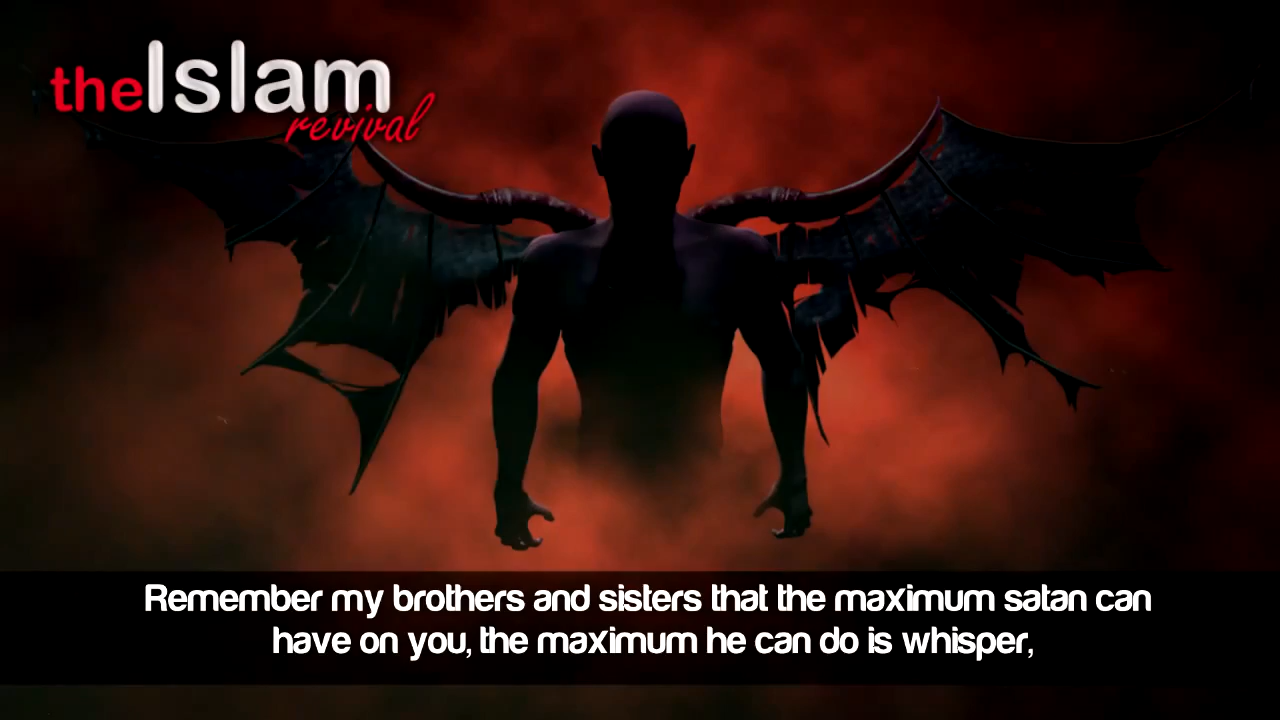 theIslam
revival
Remember my brothers and sisters that the maximum satan can
have on you, the maximum he can do is whisper,